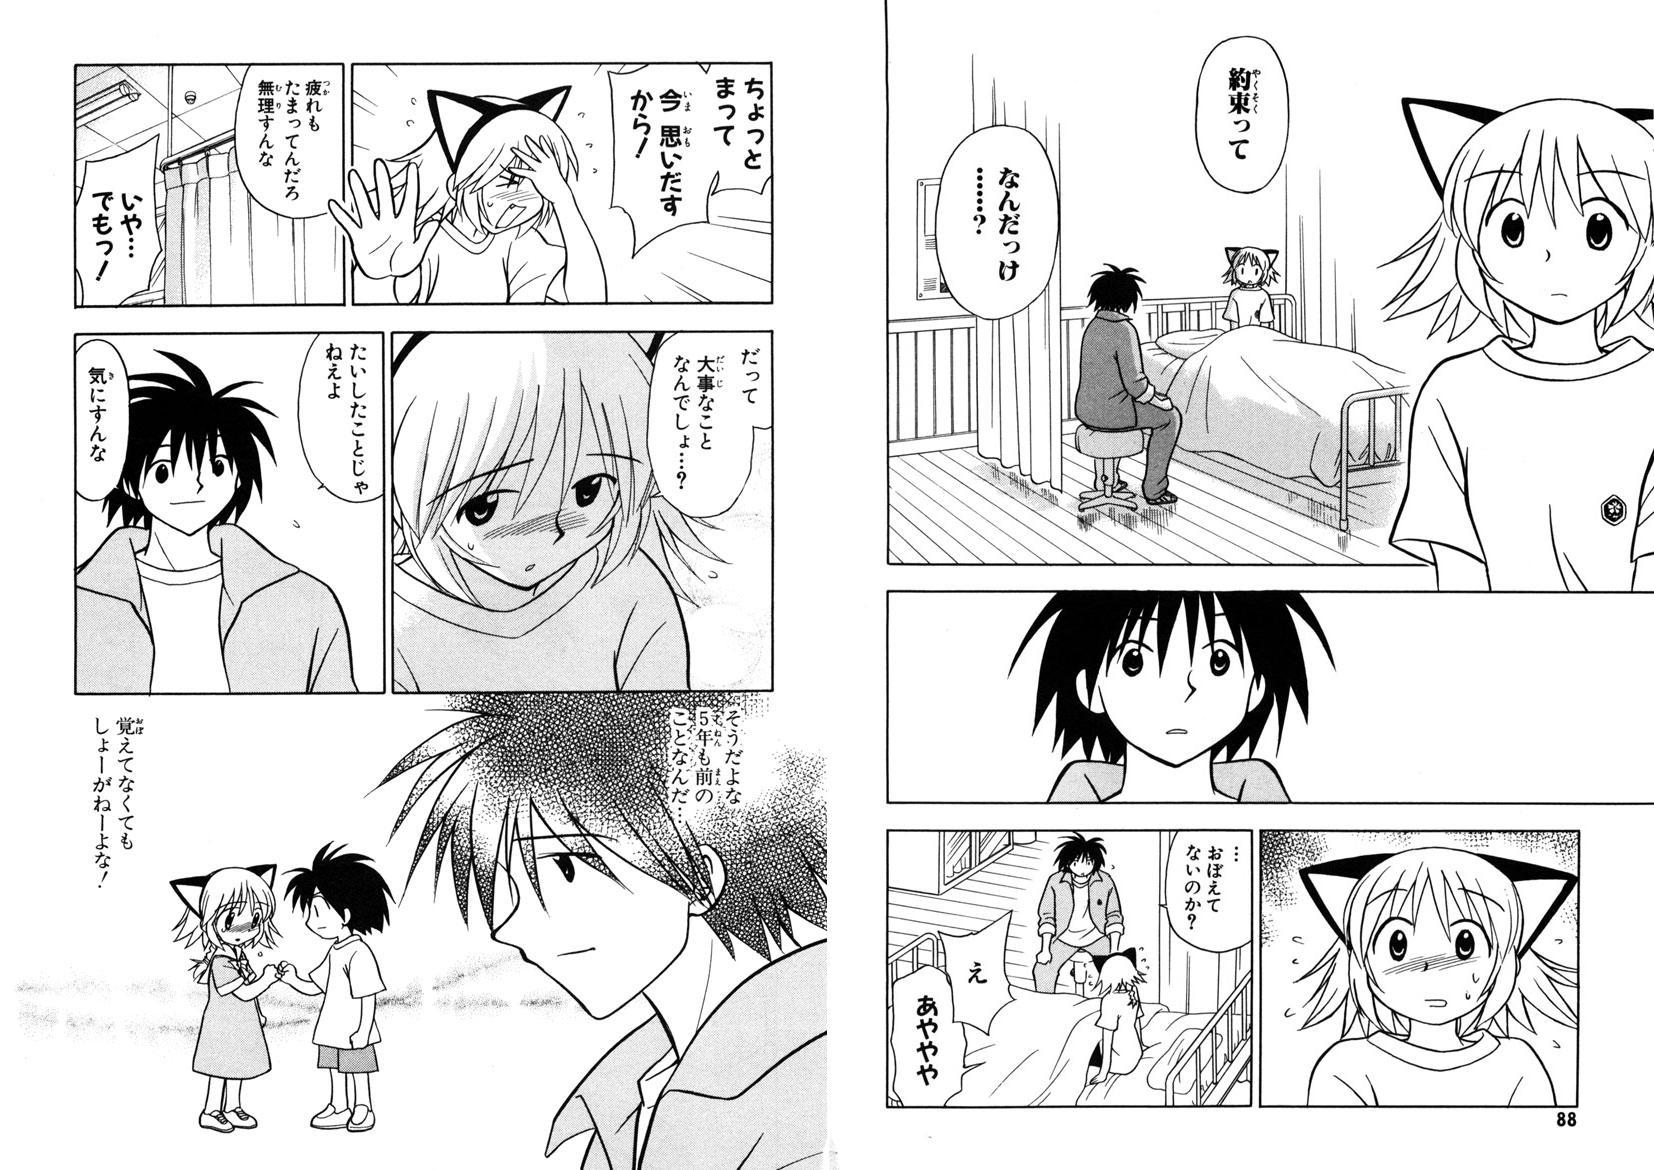 約束って
なんだっけ
……？
…
おぼえて
ないのか？
え
あややや
88
ちょっと
まって
今思いだす
から！
疲れも
たまってんだろ
無理すんな
いや…
でもっ！
だって
大事なこと
なんでしょ…？
たいしたことじゃ
ねえよ
気にすんな
そうだよな
5年も前の
ことなんだ…
覚えてなくても
しょーがねーよな！